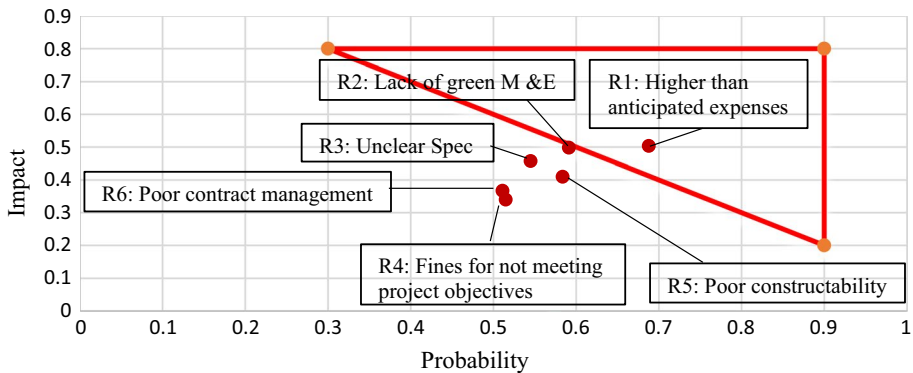 0.9
0.8
0.7
0.6
0.5
0.4
0.3
0.2
0.1
0
Impact
R2: Lack of green M &E
R1: Higher than
anticipated expenses
R3: Unclear Spec
R6: Poor contract management
R4: Fines for not meeting
project objectives
R5: Poor constructability
0 0.1 0.2 0.3 0.4 0.5 0.6 0.7 0.8 0.9 1
Probability